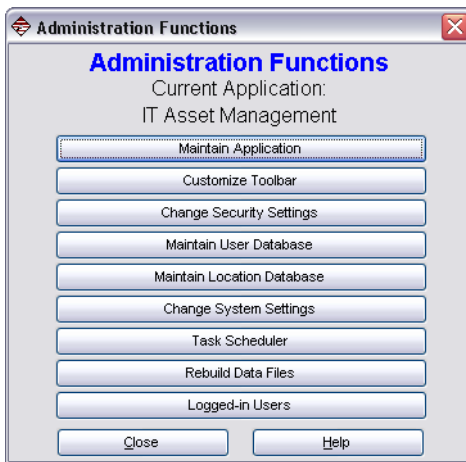 Administration Functions
Administration Functions
Current Application:
IT Asset Management
Maintain Application
Customize Toolbar
Change Security Settings
Maintain User Database
Maintain Location Database
Change System Settings
Task Scheduler
Rebuild Data Files
Logged-in Users
Close Help